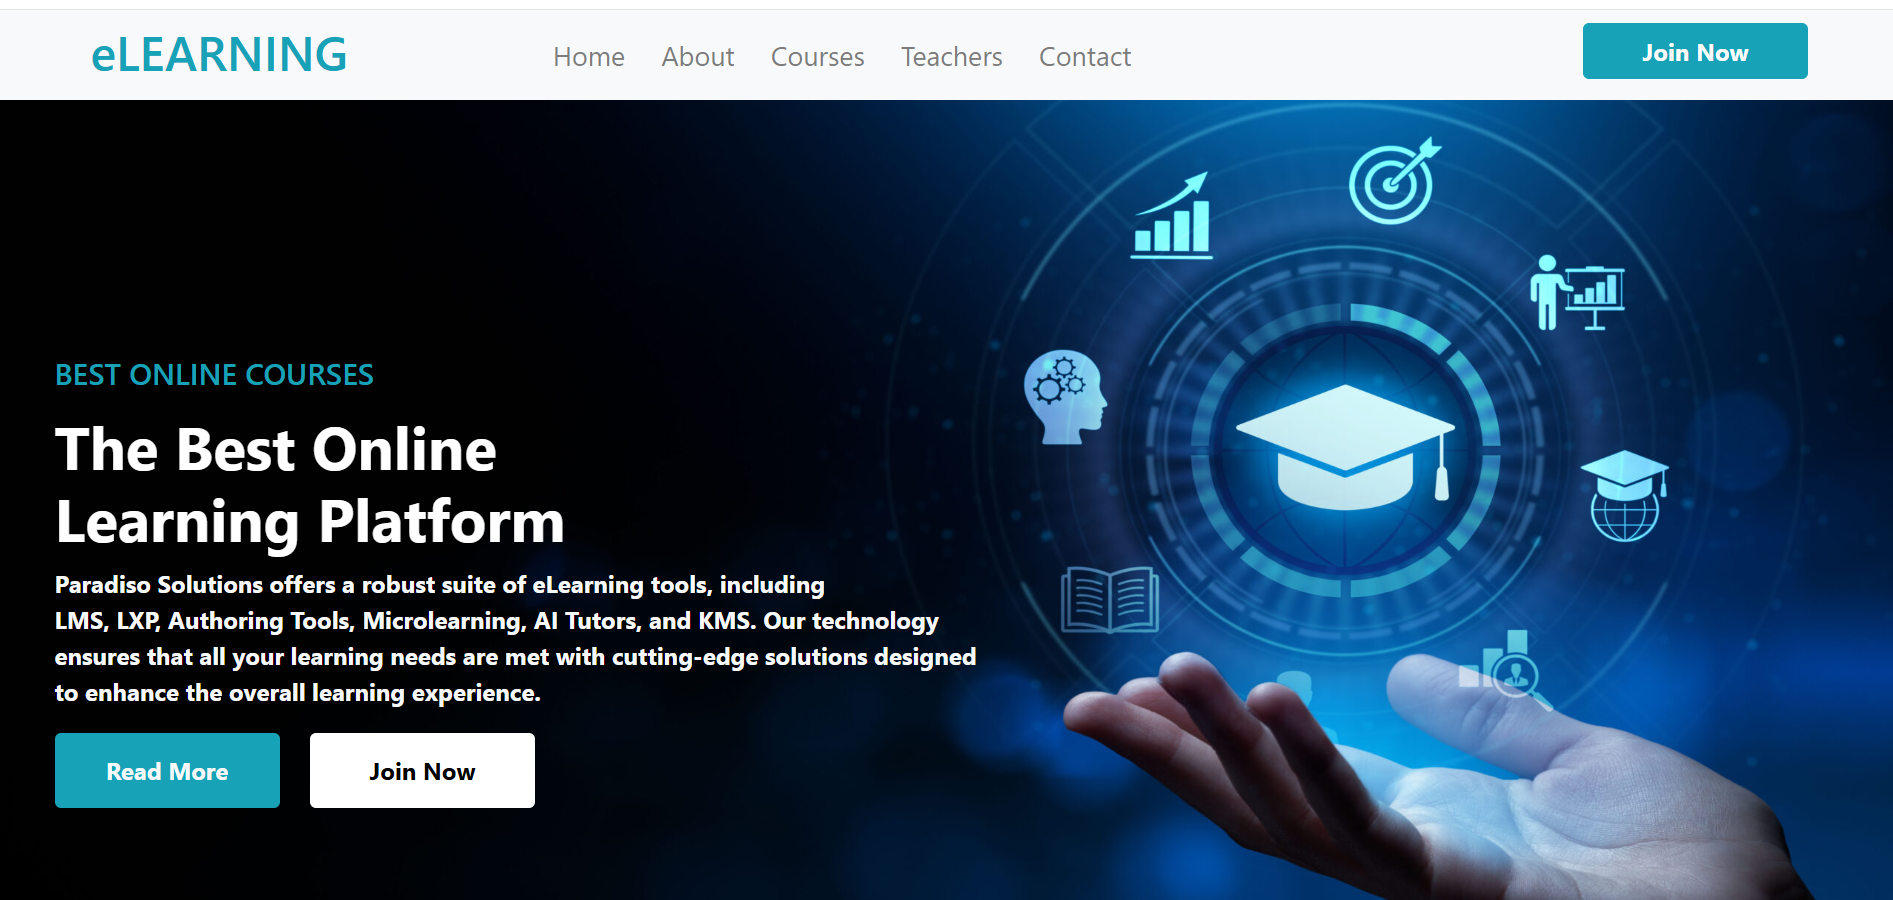 eLEARNING
Home About Courses Teachers Contact
Join Now
BEST ONLINE COURSES
The Best Online
Learning Platform
Paradiso Solutions offers a robust suite of eLearning tools, including
LMS, LXP, Authoring Tools, Microlearning, AI Tutors, and KMS. Our technology
ensures that all your learning needs are met with cutting-edge solutions designed
to enhance the overall learning experience.
Read More
Join Now